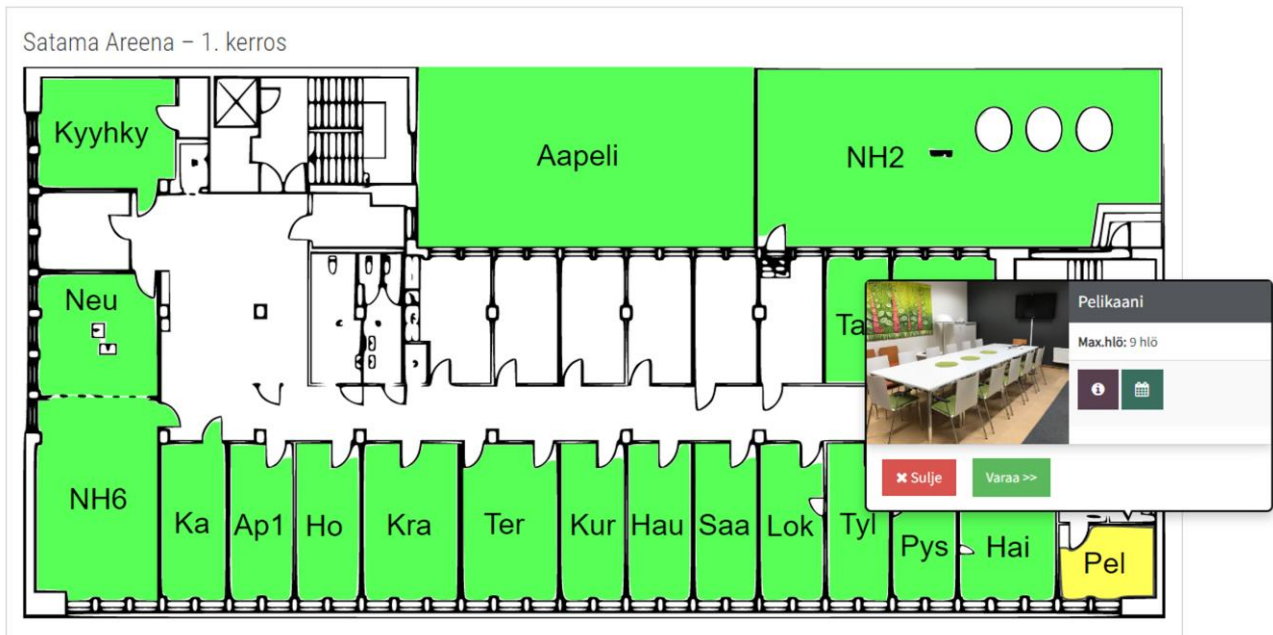 Satama Areena – 1. kerros
Kyyhky
Aapeli
NH2
Neu
Ta
Pelikaani
Max.hlö: 9 hlö
Sulje
Varaa >>
NH6
Ka
Ap1
Ho
Kra
Ter
Kur
Hau
Saa
Lok
Tyl
Pys
Hai
Pel